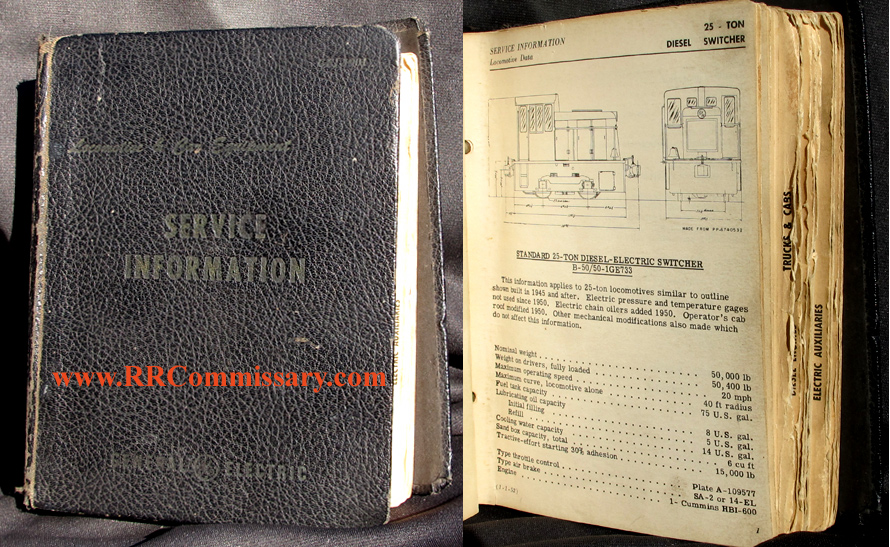 Locomotive & Car Equipment
SERVICE
INFORMATION
ELECTRIC AUXILIARIES
www.RRCommissary.com
GENERAL ELECTRIC
SERVICE INFORMATION
Locomotive Data
25 - TON
DIESEL SWITCHER
MADE FROM PP-6740532
STANDARD 25-TON DIESEL-ELECTRIC SWITCHER
B-50/50-1GE733
This information applies to 25-ton locomotives similar to outline
shown built in 1945 and after. Electric pressure and temperature gages
not used since 1950. Electric chain oilers added 1950. Operator's cab
roof modified 1950. Other mechanical modifications also made which
do not affect this information.
Nominal weight . . . . . . . . . . . . . . . . . . 50,000 lb
Weight on drivers, fully loaded . . . . . . . . . . . . 50,400 lb
Maximum operating speed . . . . . . . . . . . . . . 20 mph
Maximum curve, locomotive alone . . . . . . . . . . . 40 ft radius
Fuel tank capacity . . . . . . . . . . . . . . . . . 75 U.S. gal.
Lubricating oil capacity
Initial filling . . . . . . . . . . . . . . . . . . 8 U.S. gal.
Refill . . . . . . . . . . . . . . . . . . . . . 5 U.S. gal.
Cooling water capacity . . . . . . . . . . . . . . . 14 U.S. gal.
Sand box capacity, total . . . . . . . . . . . . . . . 6 cu ft
Tractive-effort starting 30% adhesion . . . . . . . . . . 15,000 lb
Type throttle control . . . . . . . . . . . . . . . . Plate A-109577
Type air brake . . . . . . . . . . . . . . . . . . SA-2 or 14-EL
Engine . . . . . . . . . . . . . . . . . . . . . 1- Cummins HBI-600
1
TRUCKS & CABS
ELECTRIC AUXILIARIES